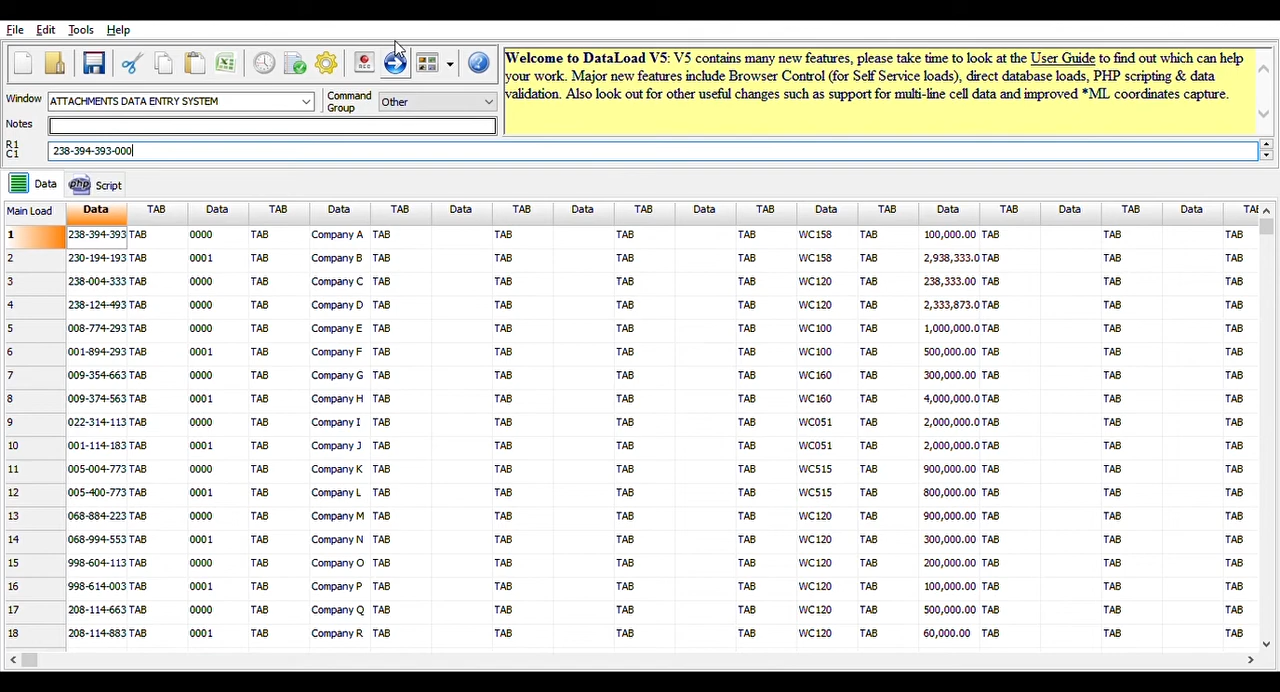 File Edit Tools Help
Welcome to DataLoad V5: V5 contains many new features, please take time to look at the User Guide to find out which can help
your work. Major new features include Browser Control (for Self Service loads), direct database loads, PHP scripting & data
validation. Also look out for other useful changes such as support for multi-line cell data and improved *ML coordinates capture.
Window ATTACHMENTS DATA ENTRY SYSTEM Command Group Other
Notes
R1
C1 238-394-393-000
Data php Script
Main Load Data TAB Data TAB Data TAB Data TAB Data TAB Data TAB Data TAB Data TAB Data TAB Data TA
1 238-394-393 TAB 0000 TAB Company A TAB TAB TAB TAB WC158 TAB 100,000.00 TAB TAB TAB
2 230-194-193 TAB 0001 TAB Company B TAB TAB TAB TAB WC158 TAB 2,938,333.0 TAB TAB TAB
3 238-004-333 TAB 0000 TAB Company C TAB TAB TAB TAB WC120 TAB 238,333.00 TAB TAB TAB
4 238-124-493 TAB 0000 TAB Company D TAB TAB TAB TAB WC120 TAB 2,333,873.0 TAB TAB TAB
5 008-774-293 TAB 0000 TAB Company E TAB TAB TAB TAB WC100 TAB 1,000,000.0 TAB TAB TAB
6 001-894-293 TAB 0001 TAB Company F TAB TAB TAB TAB WC100 TAB 500,000.00 TAB TAB TAB
7 009-354-663 TAB 0000 TAB Company G TAB TAB TAB TAB WC160 TAB 300,000.00 TAB TAB TAB
8 009-374-563 TAB 0001 TAB Company H TAB TAB TAB TAB WC160 TAB 4,000,000.0 TAB TAB TAB
9 022-314-113 TAB 0000 TAB Company I TAB TAB TAB TAB WC051 TAB 2,000,000.0 TAB TAB TAB
10 001-114-183 TAB 0001 TAB Company J TAB TAB TAB TAB WC051 TAB 2,000,000.0 TAB TAB TAB
11 005-004-773 TAB 0000 TAB Company K TAB TAB TAB TAB WC515 TAB 900,000.00 TAB TAB TAB
12 005-400-773 TAB 0001 TAB Company L TAB TAB TAB TAB WC515 TAB 800,000.00 TAB TAB TAB
13 068-884-223 TAB 0000 TAB Company M TAB TAB TAB TAB WC120 TAB 900,000.00 TAB TAB TAB
14 068-994-553 TAB 0001 TAB Company N TAB TAB TAB TAB WC120 TAB 300,000.00 TAB TAB TAB
15 998-604-113 TAB 0000 TAB Company O TAB TAB TAB TAB WC120 TAB 200,000.00 TAB TAB TAB
16 998-614-003 TAB 0001 TAB Company P TAB TAB TAB TAB WC120 TAB 100,000.00 TAB TAB TAB
17 208-114-663 TAB 0000 TAB Company Q TAB TAB TAB TAB WC120 TAB 500,000.00 TAB TAB TAB
18 208-114-883 TAB 0001 TAB Company R TAB TAB TAB TAB WC120 TAB 60,000.00 TAB TAB TAB